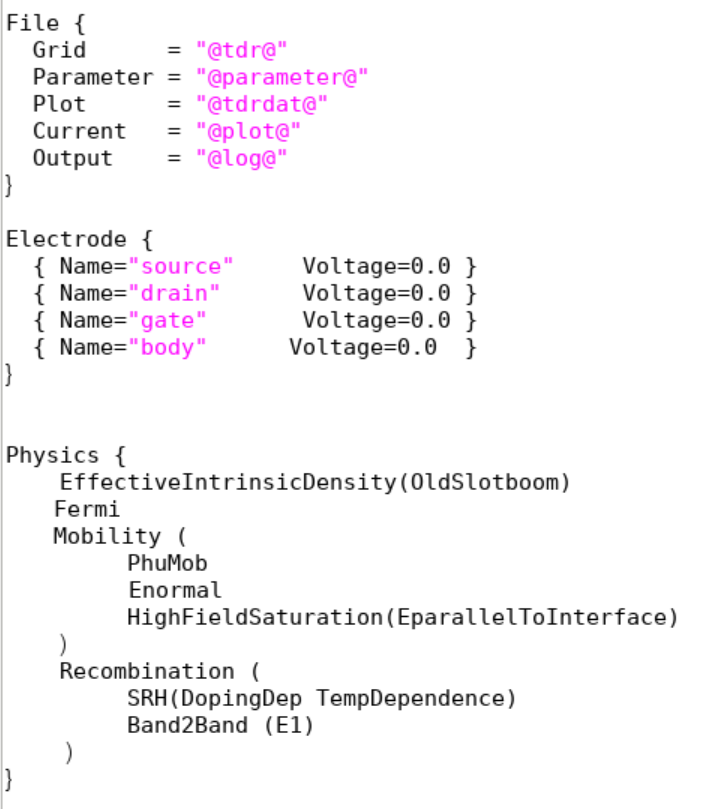 File {
  Grid      = "@tdr@"
  Parameter = "@parameter@"
  Plot      = "@tdrdat@"
  Current   = "@plot@"
  Output    = "@log@"
}
Electrode {
  { Name="source"     Voltage=0.0 }
  { Name="drain"      Voltage=0.0 }
  { Name="gate"       Voltage=0.0 }
  { Name="body"      Voltage=0.0  }
}
Physics {
    EffectiveIntrinsicDensity(OldSlotboom)
    Fermi
    Mobility (
         PhuMob
         Enormal
         HighFieldSaturation(EparallelToInterface)
    )
    Recombination (
         SRH(DopingDep TempDependence)
         Band2Band (E1)
    )
}